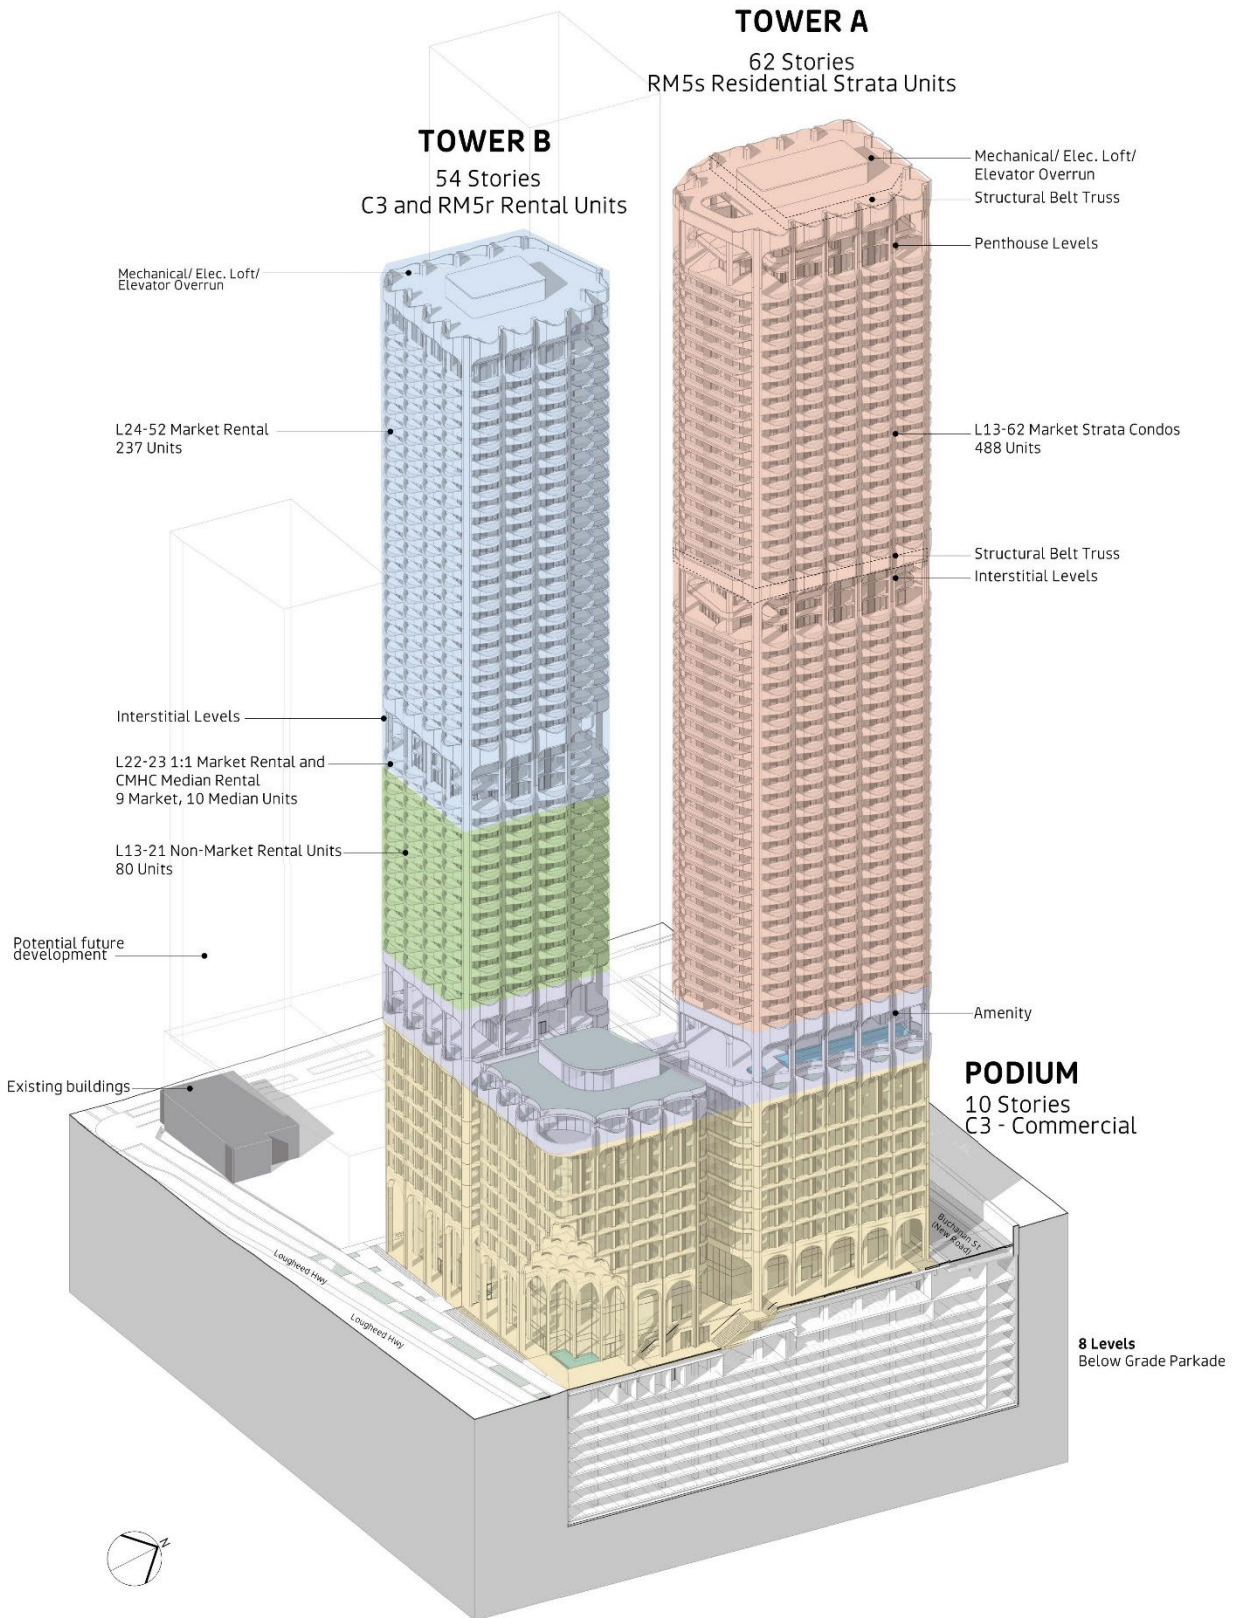 TOWER A
62 Stories
RM5s Residential Strata Units
TOWER B
54 Stories
C3 and RM5r Rental Units
Mechanical/ Elec. Loft/
Elevator Overrun
Structural Belt Truss
Penthouse Levels
Mechanical/ Elec. Loft/
Elevator Overrun
L24-52 Market Rental
237 Units
L13-62 Market Strata Condos
488 Units
Structural Belt Truss
Interstitial Levels
Interstitial Levels
L22-23 1:1 Market Rental and
CMHC Median Rental
9 Market, 10 Median Units
L13-21 Non-Market Rental Units
80 Units
Potential future
development
Amenity
Existing buildings
PODIUM
10 Stories
C3 - Commercial
Buchanan St
(New Road)
Lougheed Hwy
Lougheed Hwy
8 Levels
Below Grade Parkade
N